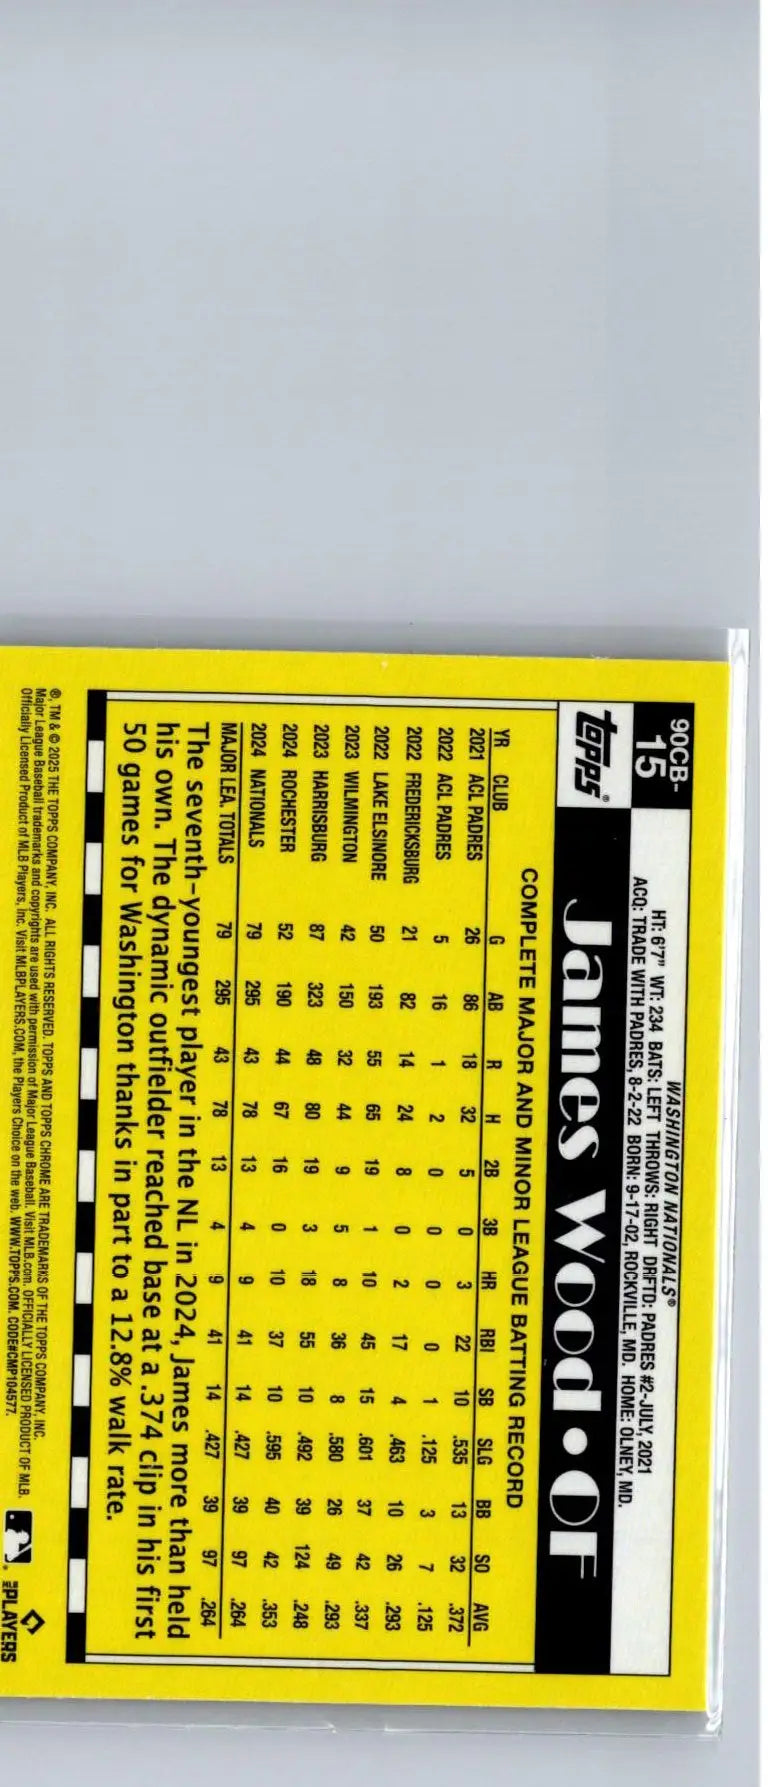 90CB-
15
WASHINGTON NATIONALS®
HT: 6'7" WT: 234 BATS: LEFT THROWS: RIGHT DRFTD: PADRES #2-JULY, 2021
ACQ: TRADE WITH PADRES, 8-2-22 BORN: 9-17-02, ROCKVILLE, MD. HOME: OLNEY, MD.
topps®
James Wood • OF
COMPLETE MAJOR AND MINOR LEAGUE BATTING RECORD
YR CLUB G AB R H 2B 3B HR RBI SB SLG BB SO AVG
2021 ACL PADRES 26 86 18 32 5 0 3 22 10 .535 13 32 .372
2022 ACL PADRES 5 16 1 2 0 0 0 0 1 .125 3 7 .125
2022 FREDERICKSBURG 21 82 14 24 8 0 2 17 4 .463 10 26 .293
2022 LAKE ELSINORE 50 193 55 65 19 1 10 45 15 .601 37 42 .337
2023 WILMINGTON 42 150 32 44 9 5 8 36 8 .580 26 49 .293
2023 HARRISBURG 87 323 48 80 19 3 18 55 10 .492 39 124 .248
2024 ROCHESTER 52 190 44 67 16 0 10 37 10 .595 40 42 .353
2024 NATIONALS 79 295 43 78 13 4 9 41 14 .427 39 97 .264
MAJOR LEA. TOTALS 79 295 43 78 13 4 9 41 14 .427 39 97 .264
The seventh-youngest player in the NL in 2024, James more than held
his own. The dynamic outfielder reached base at a .374 clip in his first
50 games for Washington thanks in part to a 12.8% walk rate.
®, TM & © 2025 THE TOPPS COMPANY, INC. ALL RIGHTS RESERVED. TOPPS AND TOPPS CHROME ARE TRADEMARKS OF THE TOPPS COMPANY, INC.
Major League Baseball trademarks and copyrights are used with permission of Major League Baseball. Visit MLB.com. OFFICIALLY LICENSED PRODUCT OF MLB.
Officially Licensed Product of MLB Players, Inc. Visit MLBPLAYERS.COM, the Players Choice on the web. WWW.TOPPS.COM. CODE#CMP104577.
MLB PLAYERS